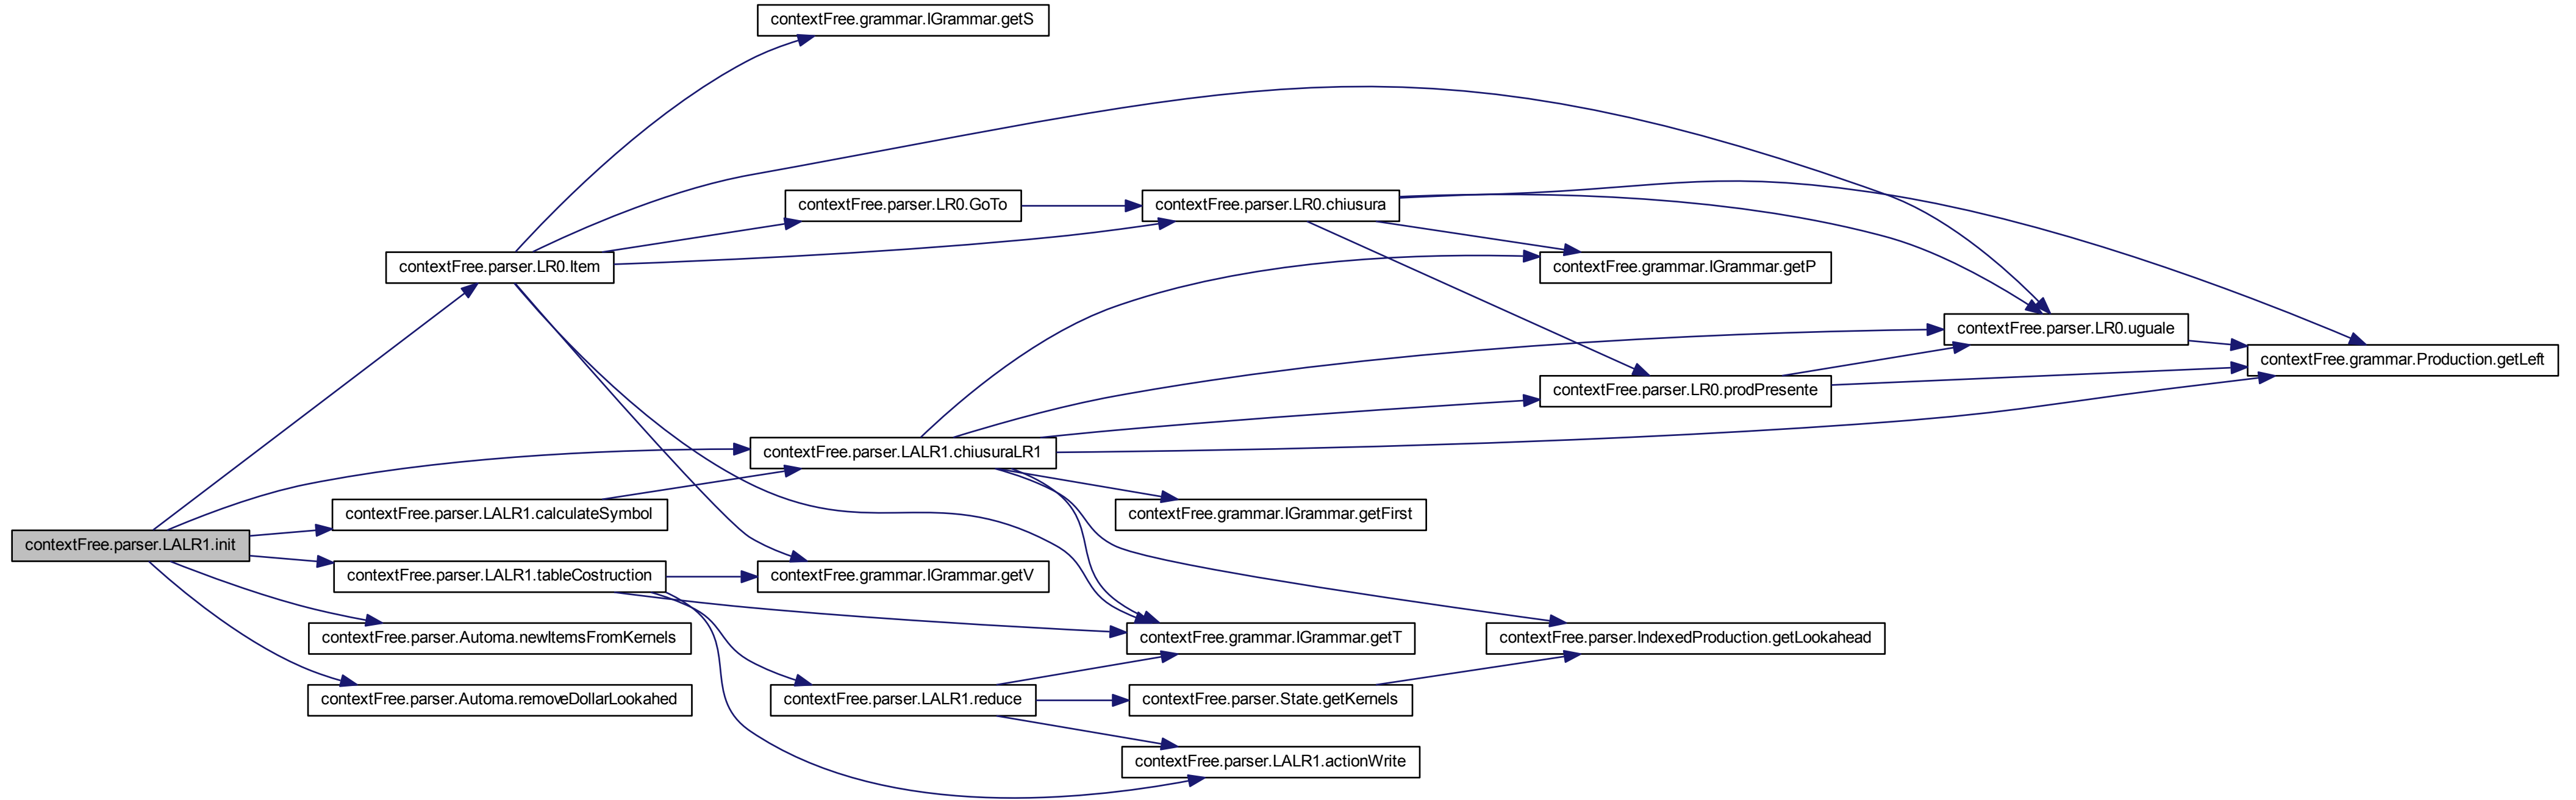 contextFree.grammar.IGrammar.getS
contextFree.parser.LR0.GoTo
contextFree.parser.LR0.chiusura
contextFree.parser.LR0.Item
contextFree.grammar.IGrammar.getP
contextFree.parser.LR0.uguale
contextFree.grammar.Production.getLeft
contextFree.parser.LR0.prodPresente
contextFree.parser.LALR1.chiusuraLR1
contextFree.parser.LALR1.calculateSymbol
contextFree.grammar.IGrammar.getFirst
contextFree.parser.LALR1.init
contextFree.parser.LALR1.tableCostruction
contextFree.grammar.IGrammar.getV
contextFree.parser.Automa.newItemsFromKernels
contextFree.grammar.IGrammar.getT
contextFree.parser.IndexedProduction.getLookahead
contextFree.parser.Automa.removeDollarLookahed
contextFree.parser.LALR1.reduce
contextFree.parser.State.getKernels
contextFree.parser.LALR1.actionWrite